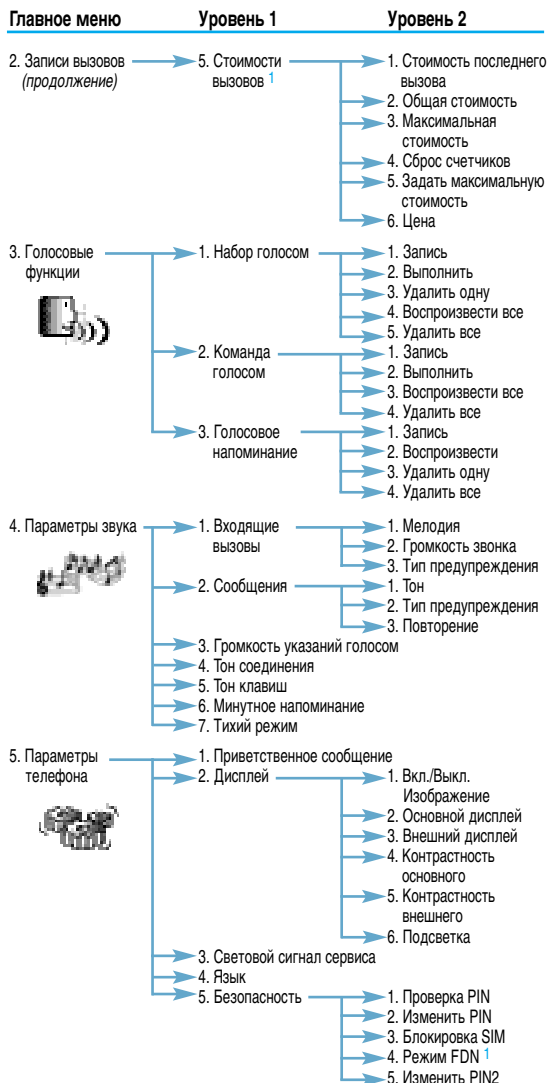 Главное меню Уровень 1 Уровень 2
2. Записи вызовов 5. Стоимости 1. Стоимость последнего
(продолжение) вызовов 1 вызова
2. Общая стоимость
3. Максимальная
стоимость
4. Сброс счетчиков
5. Задать максимальную
стоимость
6. Цена
3. Голосовые 1. Набор голосом 1. Запись
функции 2. Выполнить
3. Удалить одну
4. Воспроизвести все
5. Удалить все
2. Команда 1. Запись
голосом 2. Выполнить
3. Воспроизвести все
4. Удалить все
3. Голосовое 1. Запись
напоминание 2. Воспроизвести
3. Удалить одну
4. Удалить все
4. Параметры звука 1. Входящие 1. Мелодия
вызовы 2. Громкость звонка
3. Тип предупреждения
2. Сообщения 1. Тон
2. Тип предупреждения
3. Повторение
3. Громкость указаний голосом
4. Тон соединения
5. Тон клавиш
6. Минутное напоминание
7. Тихий режим
5. Параметры 1. Приветственное сообщение
телефона 2. Дисплей 1. Вкл./Выкл.
Изображение
2. Основной дисплей
3. Внешний дисплей
4. Контрастность
основного
5. Контрастность
внешнего
6. Подсветка
3. Световой сигнал сервиса
4. Язык
5. Безопасность 1. Проверка PIN
2. Изменить PIN
3. Блокировка SIM
4. Режим FDN 1
5. Изменить PIN2